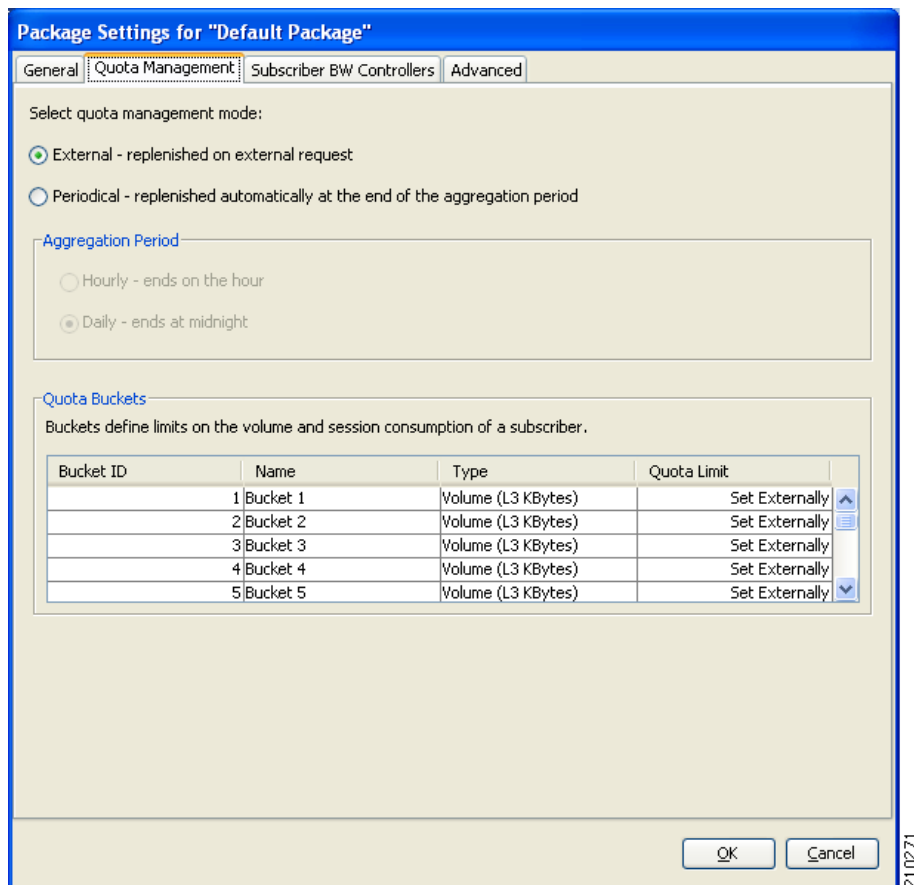 Package Settings for "Default Package"
General Quota Management Subscriber BW Controllers Advanced
Select quota management mode:
External - replenished on external request
Periodical - replenished automatically at the end of the aggregation period
Aggregation Period
Hourly - ends on the hour
Daily - ends at midnight
Quota Buckets
Buckets define limits on the volume and session consumption of a subscriber.
Bucket ID Name Type Quota Limit
1 Bucket 1 Volume (L3 KBytes) Set Externally
2 Bucket 2 Volume (L3 KBytes) Set Externally
3 Bucket 3 Volume (L3 KBytes) Set Externally
4 Bucket 4 Volume (L3 KBytes) Set Externally
5 Bucket 5 Volume (L3 KBytes) Set Externally
OK Cancel
210271